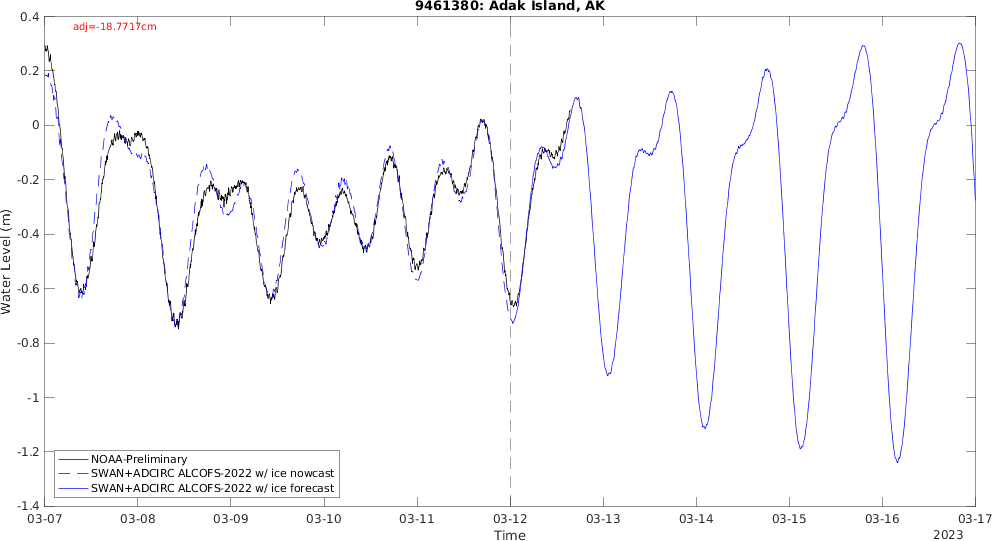 9461380: Adak Island, AK
adj=-18.7717cm
0.4
0.2
0
-0.2
-0.4
-0.6
-0.8
-1
-1.2
-1.4
Water Level (m)
NOAA-Preliminary
SWAN+ADCIRC ALCOFS-2022 w/ ice nowcast
SWAN+ADCIRC ALCOFS-2022 w/ ice forecast
03-07 03-08 03-09 03-10 03-11 03-12 03-13 03-14 03-15 03-16 03-17
Time
2023